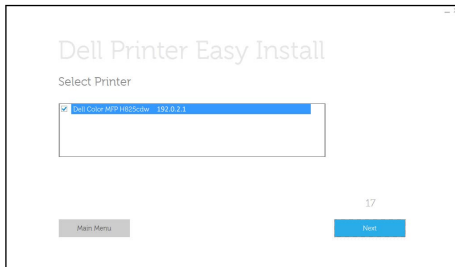 Dell Printer Easy Install
Select Printer
Dell Color MFP H825cdw 192.0.2.1
17
Main Menu
Next